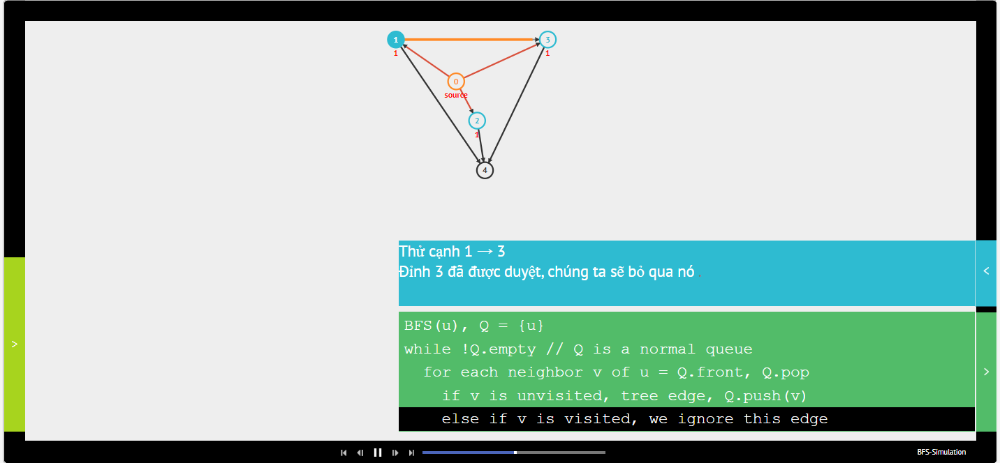 1
3
1
1
0
source
2
1
4
Thử cạnh 1 → 3
Đỉnh 3 đã được duyệt, chúng ta sẽ bỏ qua nó .
<
BFS(u), Q = {u}
while !Q.empty // Q is a normal queue
for each neighbor v of u = Q.front, Q.pop
if v is unvisited, tree edge, Q.push(v)
else if v is visited, we ignore this edge
>
>
BFS-Simulation